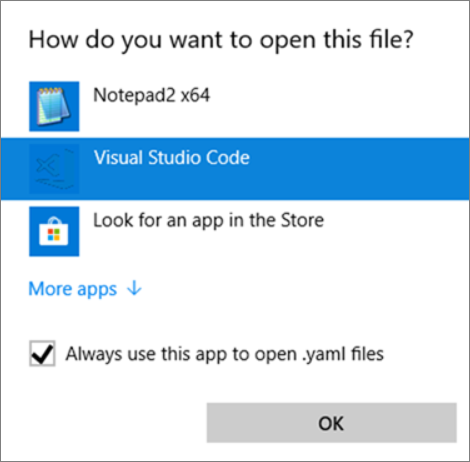 How do you want to open this file?
Notepad2 x64
Visual Studio Code
Look for an app in the Store
More apps ↓
Always use this app to open .yaml files
OK